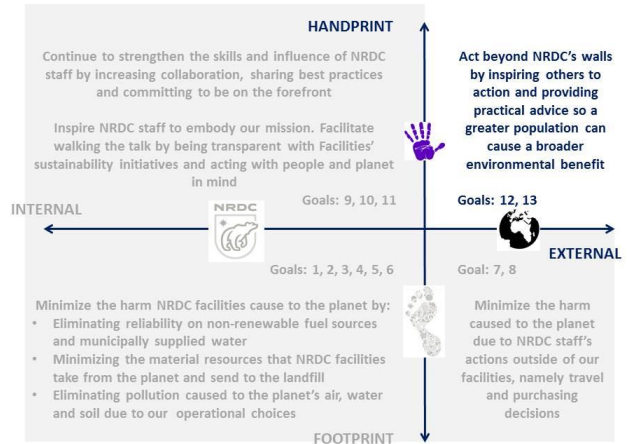 HANDPRINT
Continue to strengthen the skills and influence of NRDC
staff by increasing collaboration, sharing best practices
and committing to be on the forefront
Inspire NRDC staff to embody our mission. Facilitate
walking the talk by being transparent with Facilities'
sustainability initiatives and acting with people and planet
in mind
Goals: 9, 10, 11
Act beyond NRDC's walls
by inspiring others to
action and providing
practical advice so a
greater population can
cause a broader
environmental benefit
Goals: 12, 13
INTERNAL
NRDC
EXTERNAL
Goals: 1, 2, 3, 4, 5, 6
Minimize the harm NRDC facilities cause to the planet by:
• Eliminating reliability on non-renewable fuel sources
and municipally supplied water
• Minimizing the material resources that NRDC facilities
take from the planet and send to the landfill
• Eliminating pollution caused to the planet's air, water
and soil due to our operational choices
Goal: 7, 8
Minimize the harm
caused to the planet
due to NRDC staff's
actions outside of our
facilities, namely travel
and purchasing
decisions
FOOTPRINT